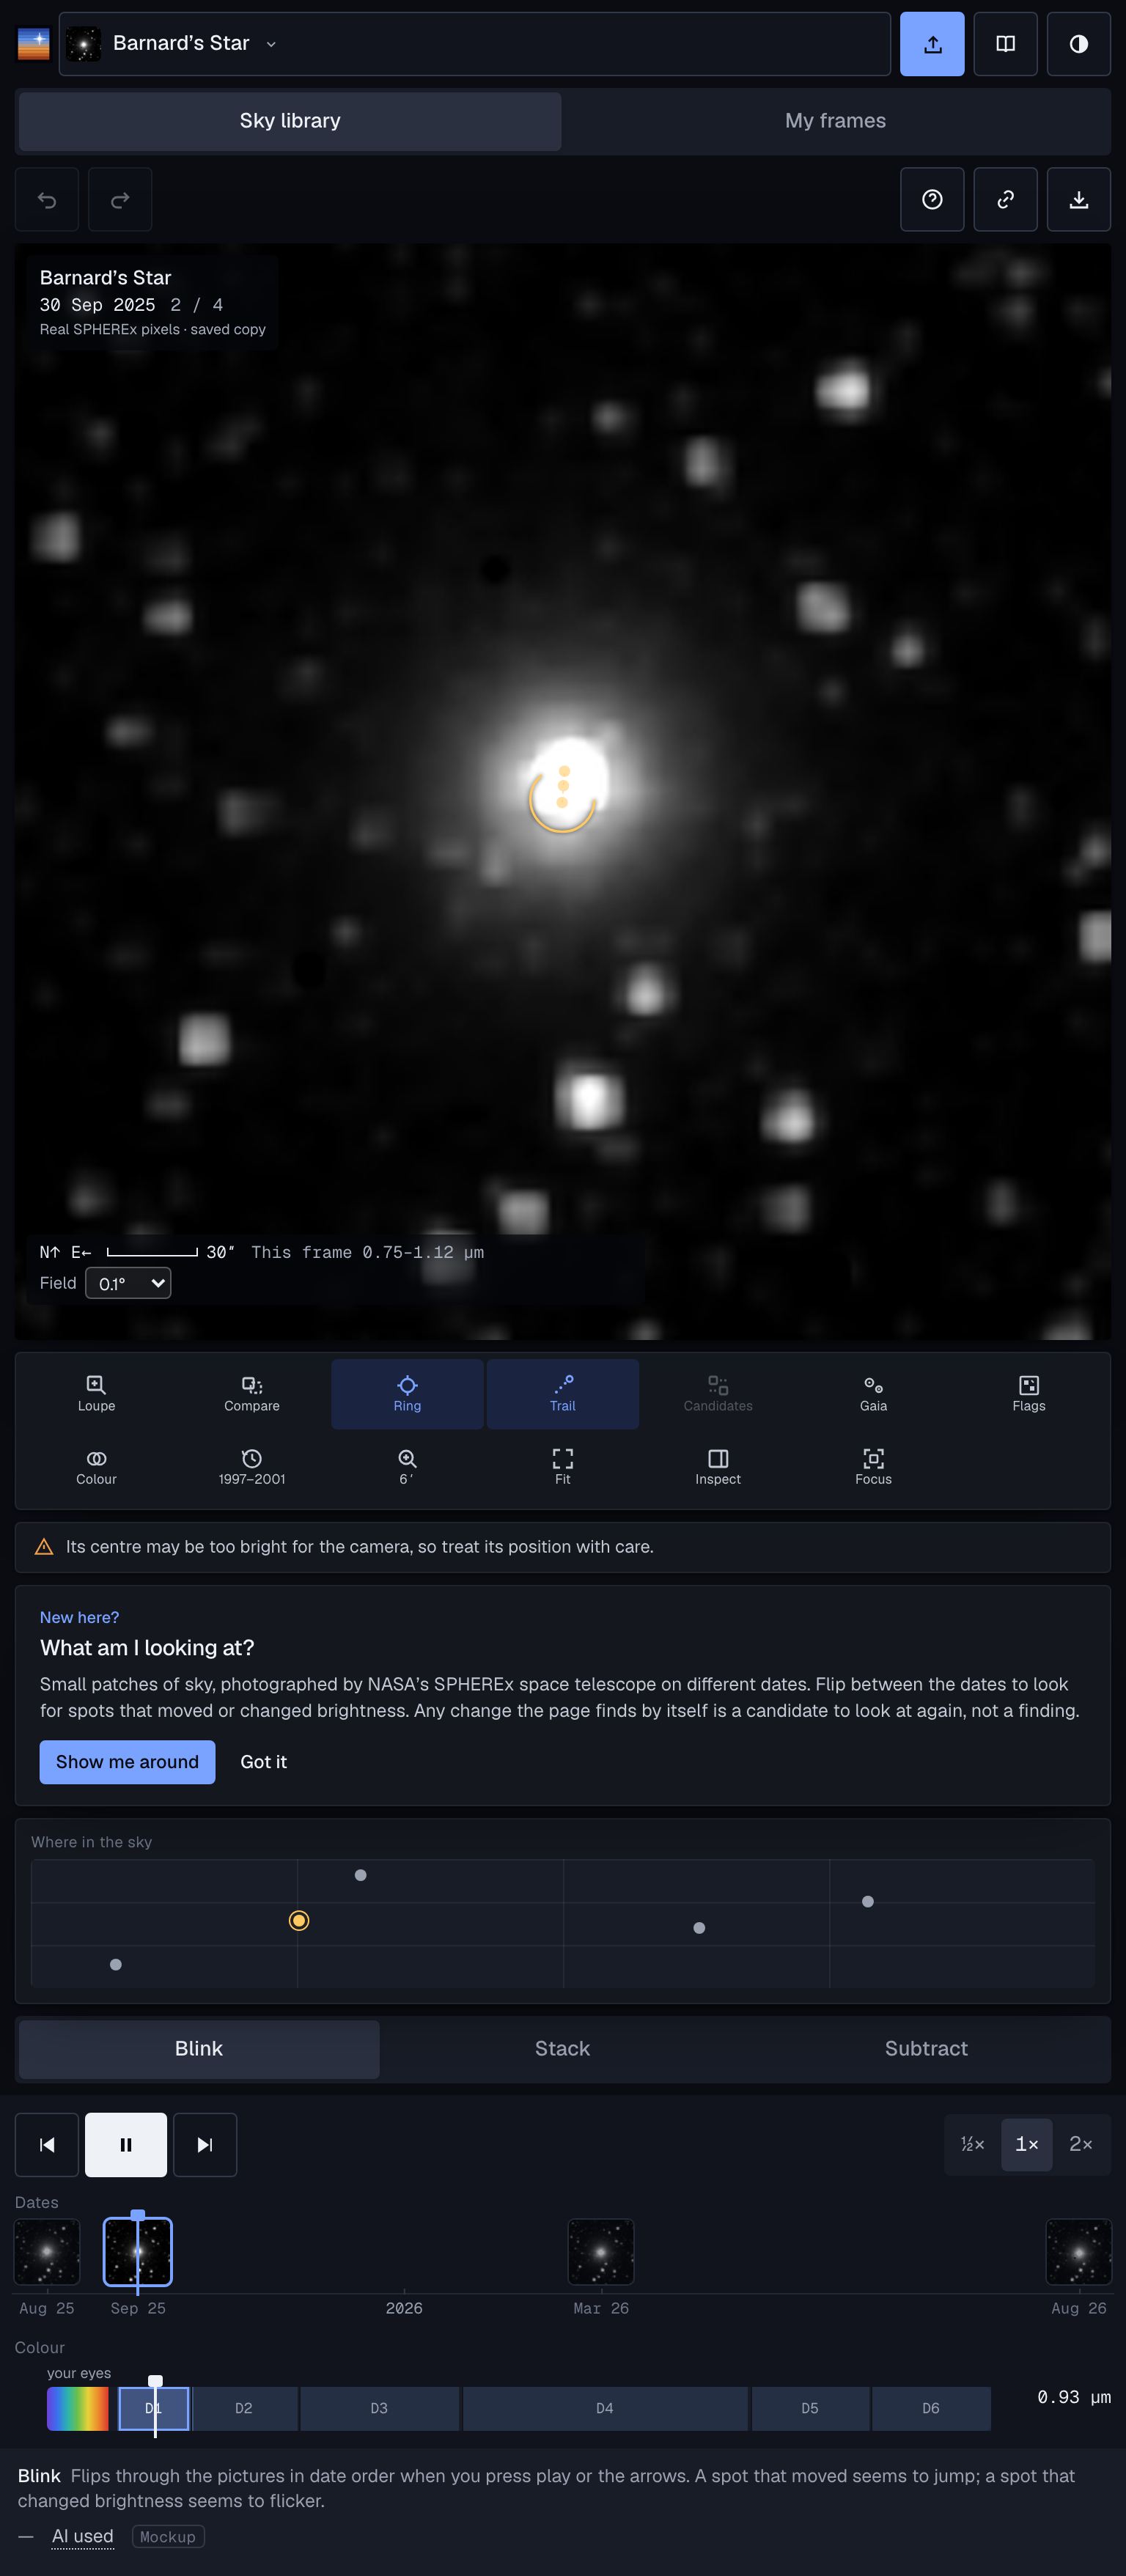 Barnard’s Star
Sky library
My frames
Barnard’s Star
30 Sep 2025 2 / 4
Real SPHEREx pixels · saved copy
N↑ E← 30″ This frame 0.75–1.12 µm
Field 0.1°
Loupe
Compare
Ring
Trail
Candidates
Gaia
Flags
Colour
1997–2001
6′
Fit
Inspect
Focus
Its centre may be too bright for the camera, so treat its position with care.
New here?
What am I looking at?
Small patches of sky, photographed by NASA’s SPHEREx space telescope on different dates. Flip between the dates to look
for spots that moved or changed brightness. Any change the page finds by itself is a candidate to look at again, not a finding.
Show me around
Got it
Where in the sky
Blink
Stack
Subtract
½×
1×
2×
Dates
Aug 25
Sep 25
2026
Mar 26
Aug 26
Colour
your eyes
D1
D2
D3
D4
D5
D6
0.93 µm
Blink Flips through the pictures in date order when you press play or the arrows. A spot that moved seems to jump; a spot that
changed brightness seems to flicker.
— AI used Mockup